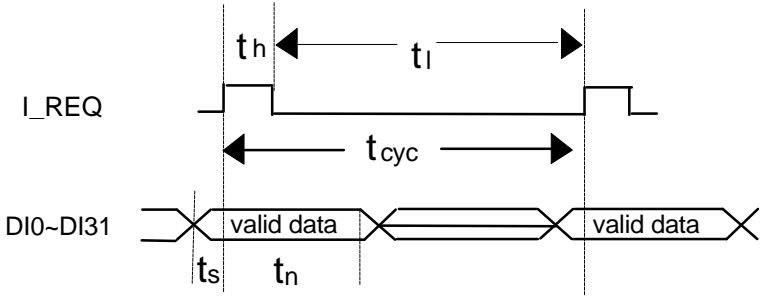 th
tl
I_REQ
tcyc
DI0~DI31
valid data
valid data
ts
tn